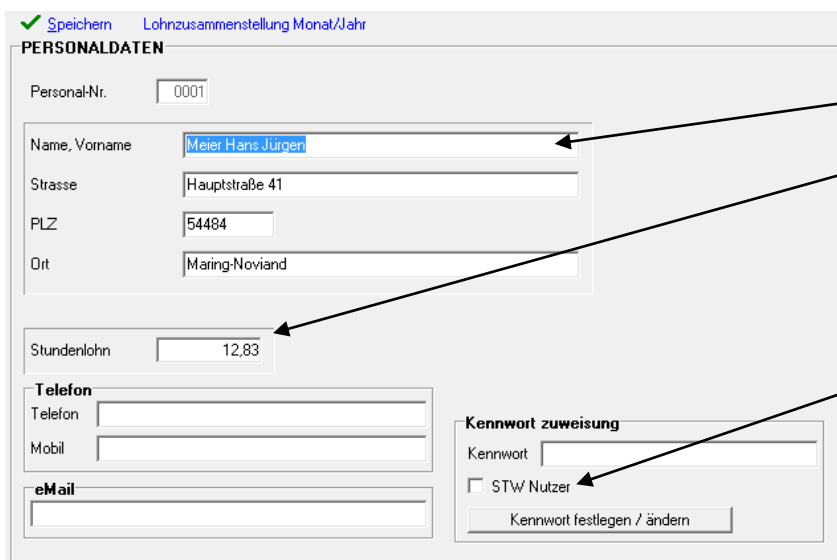 Speichern Lohnzusammenstellung Monat/Jahr
PERSONALDATEN
Personal-Nr. 0001
Name, Vorname Meier Hans Jürgen
Strasse Hauptstraße 41
PLZ 54484
Ort Maring-Noviand
Stundenlohn 12,83
Telefon
Telefon
Mobil
eMail
Kennwort zuweisung
Kennwort
STW Nutzer
Kennwort festlegen / ändern